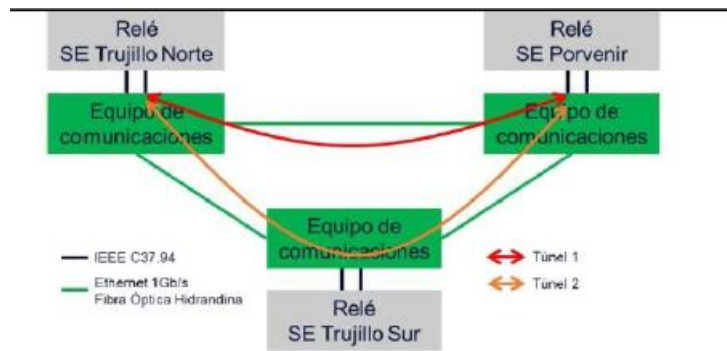 Relé
SE Trujillo Norte
Relé
SE Porvenir
Equipo de
comunicaciones
Equipo de
comunicaciones
Equipo de
comunicaciones
IEEE C37.94
Ethernet 1Gb/s
Fibra Óptica Hidrandina
Túnel 1
Túnel 2
Relé
SE Trujillo Sur